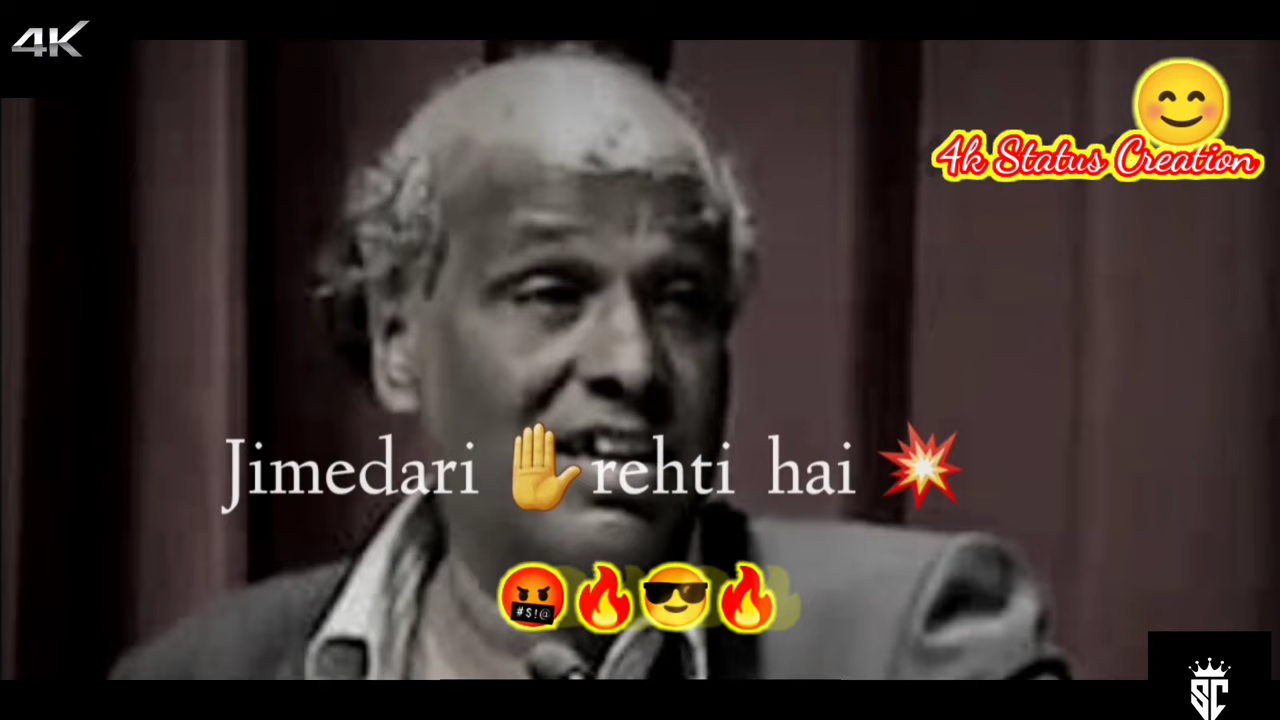 4K
4k Status Creation
Jimedari ✋rehti hai 💥
🤬🔥😎🔥
#$!@
SC